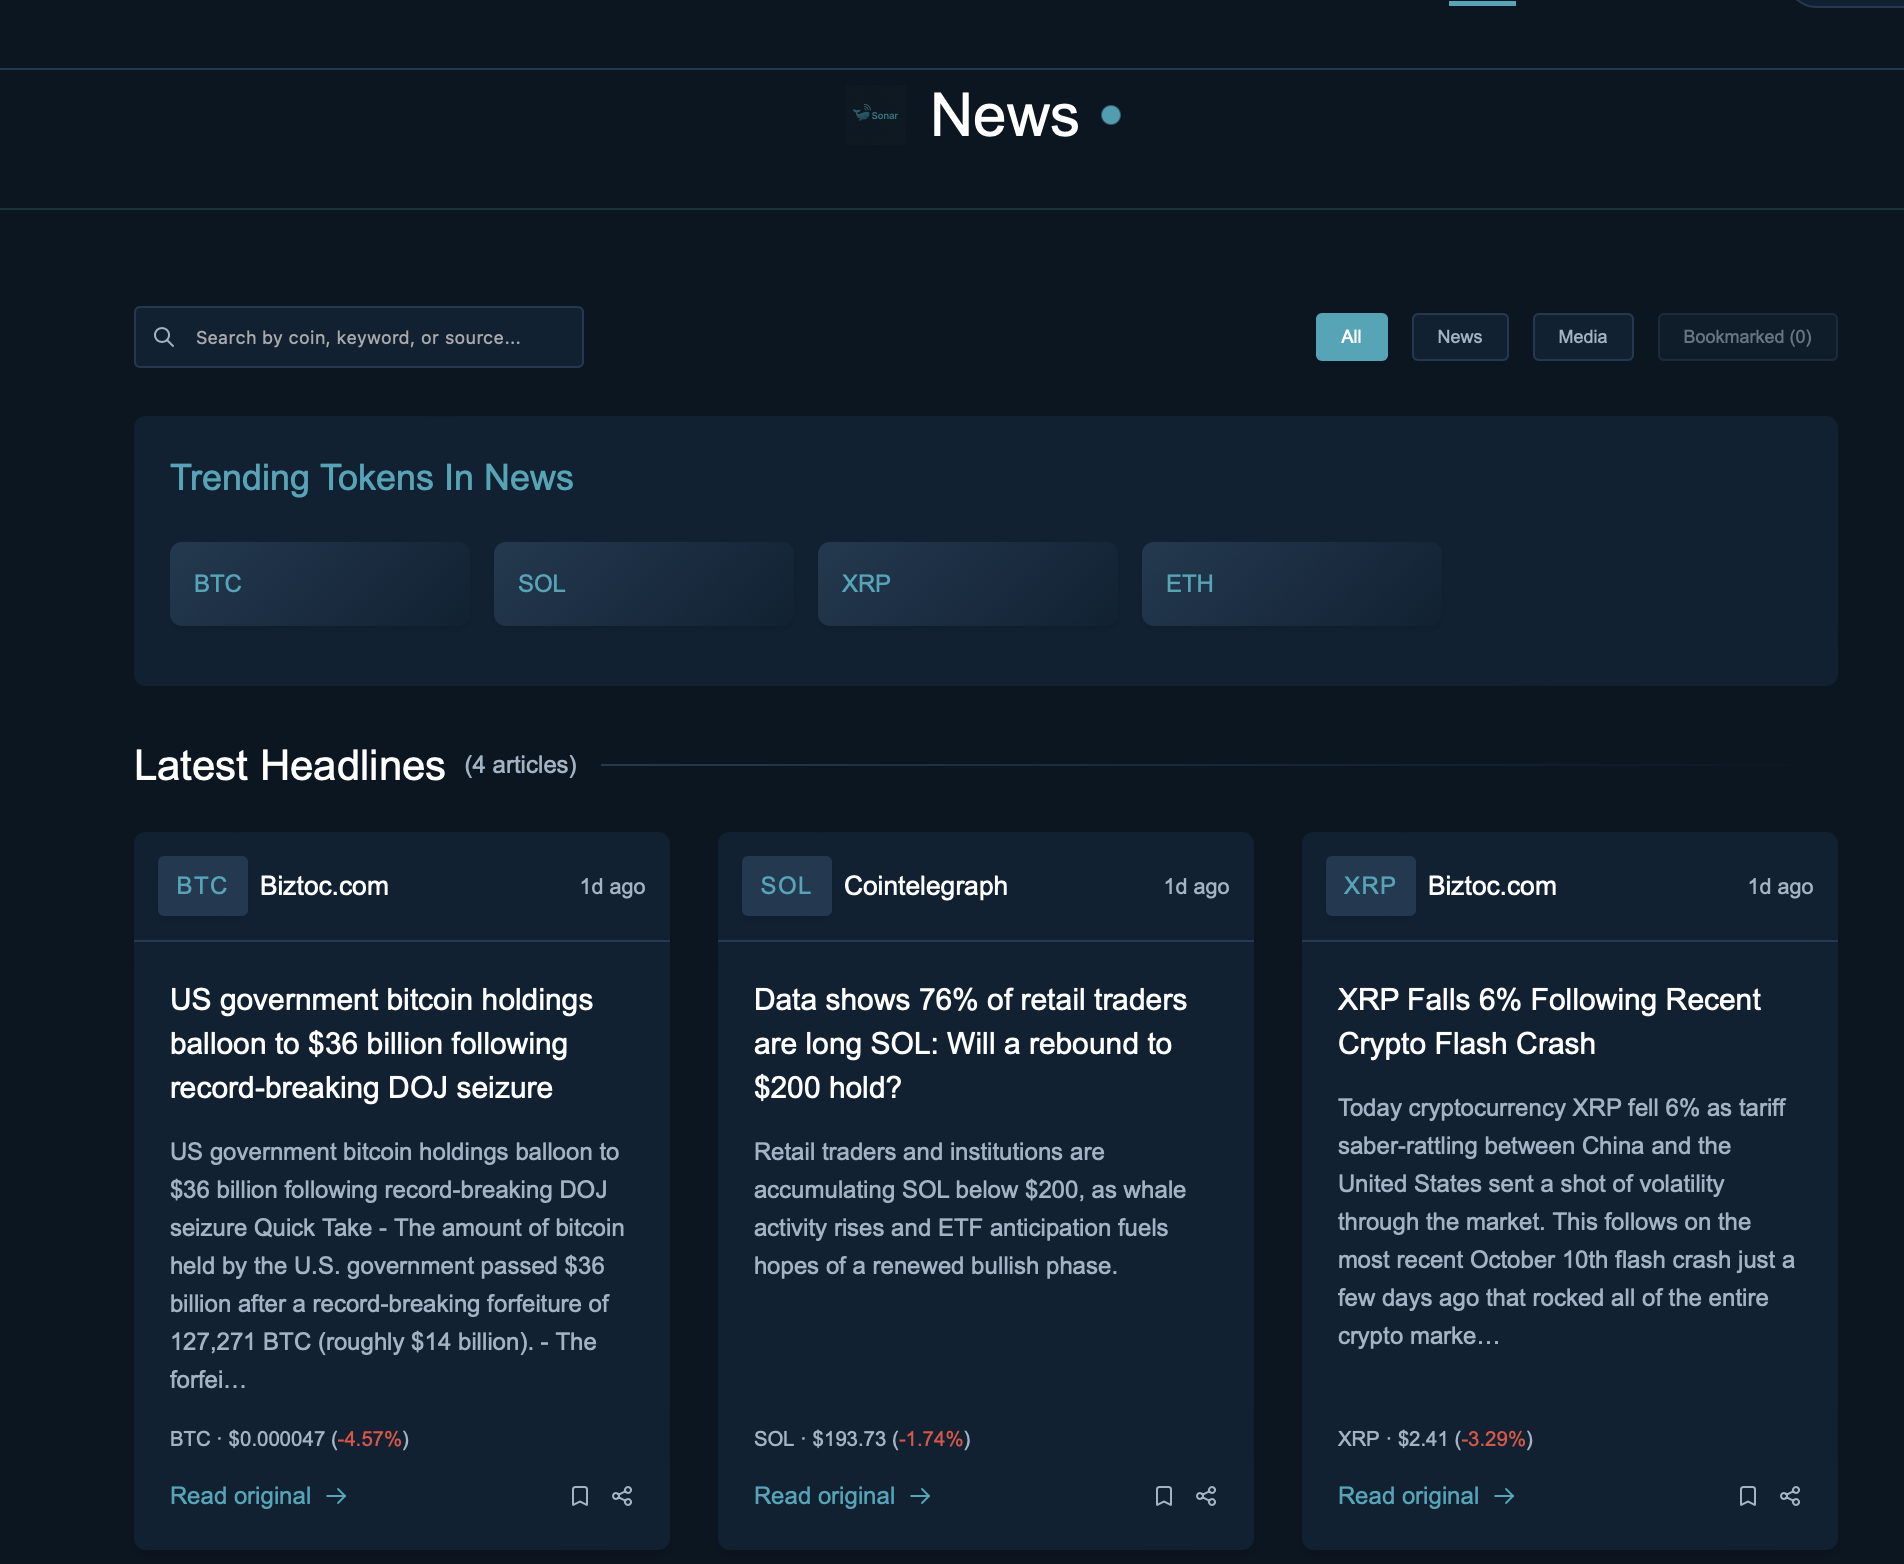 Sonar
News
Search by coin, keyword, or source...
All
News
Media
Bookmarked (0)
Trending Tokens In News
BTC
SOL
XRP
ETH
Latest Headlines (4 articles)
BTC Biztoc.com 1d ago
US government bitcoin holdings
balloon to $36 billion following
record-breaking DOJ seizure
US government bitcoin holdings balloon to
$36 billion following record-breaking DOJ
seizure Quick Take - The amount of bitcoin
held by the U.S. government passed $36
billion after a record-breaking forfeiture of
127,271 BTC (roughly $14 billion). - The
forfei…
BTC · $0.000047 (-4.57%)
Read original →
SOL Cointelegraph 1d ago
Data shows 76% of retail traders
are long SOL: Will a rebound to
$200 hold?
Retail traders and institutions are
accumulating SOL below $200, as whale
activity rises and ETF anticipation fuels
hopes of a renewed bullish phase.
SOL · $193.73 (-1.74%)
Read original →
XRP Biztoc.com 1d ago
XRP Falls 6% Following Recent
Crypto Flash Crash
Today cryptocurrency XRP fell 6% as tariff
saber-rattling between China and the
United States sent a shot of volatility
through the market. This follows on the
most recent October 10th flash crash just a
few days ago that rocked all of the entire
crypto marke…
XRP · $2.41 (-3.29%)
Read original →